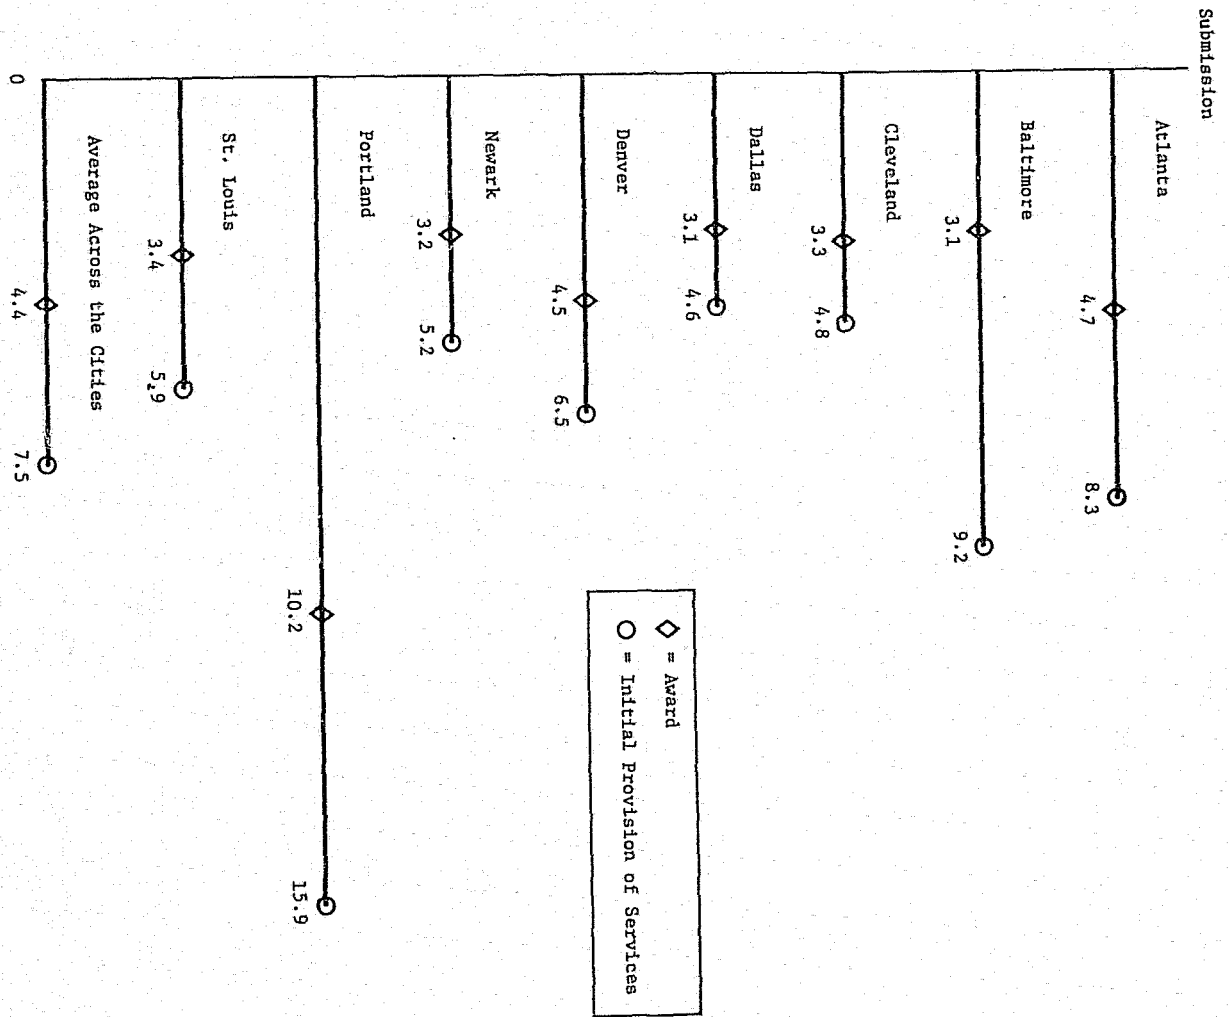 Submission
Atlanta
4.7
8.3
Baltimore
3.1
9.2
Cleveland
3.3
4.8
Dallas
3.1
4.6
Denver
4.5
6.5
Newark
3.2
5.2
Portland
10.2
15.9
St. Louis
3.4
5.9
Average Across the Cities
4.4
7.5
0
◇ = Award
○ = Initial Provision of Services